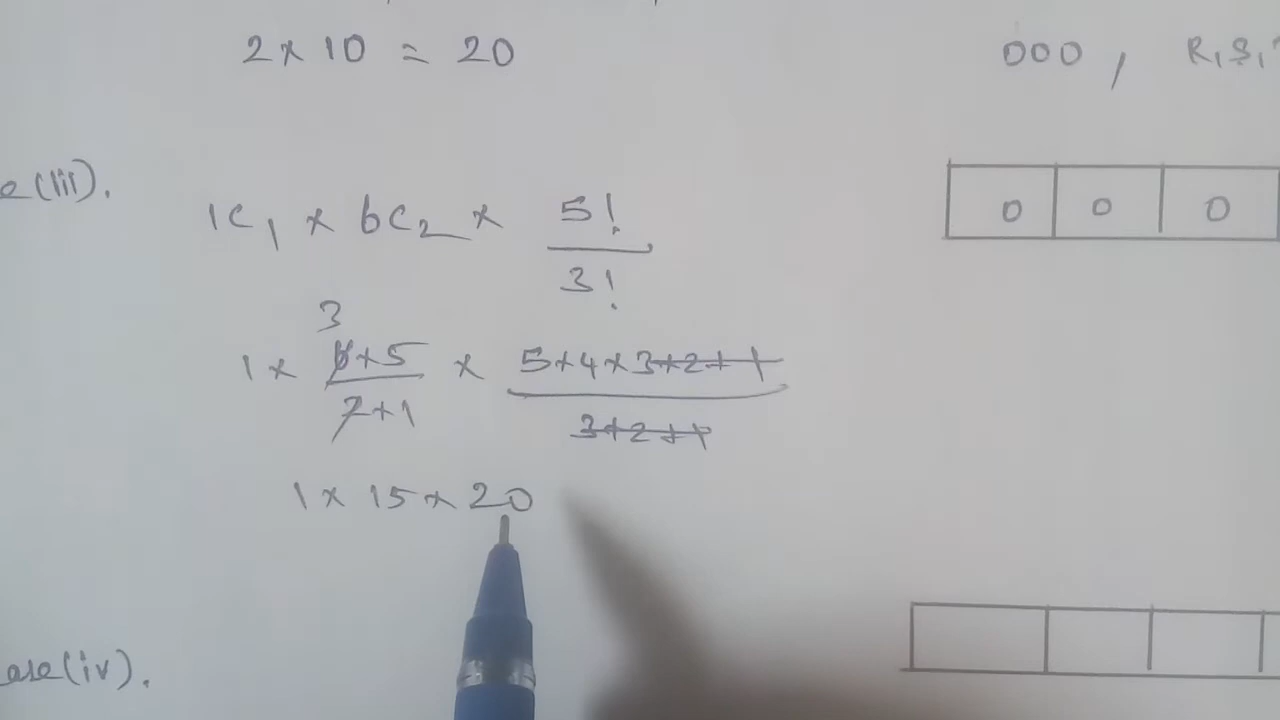 2 x 10 = 20
000 , R,S,
e(iii).
1C1 x 6C2 x 5!
3!
0 0 0
3
1 x 6x5 x 5x4x3x2x1
2x1 3x2x1
1 x 15 x 20
ase(iv).